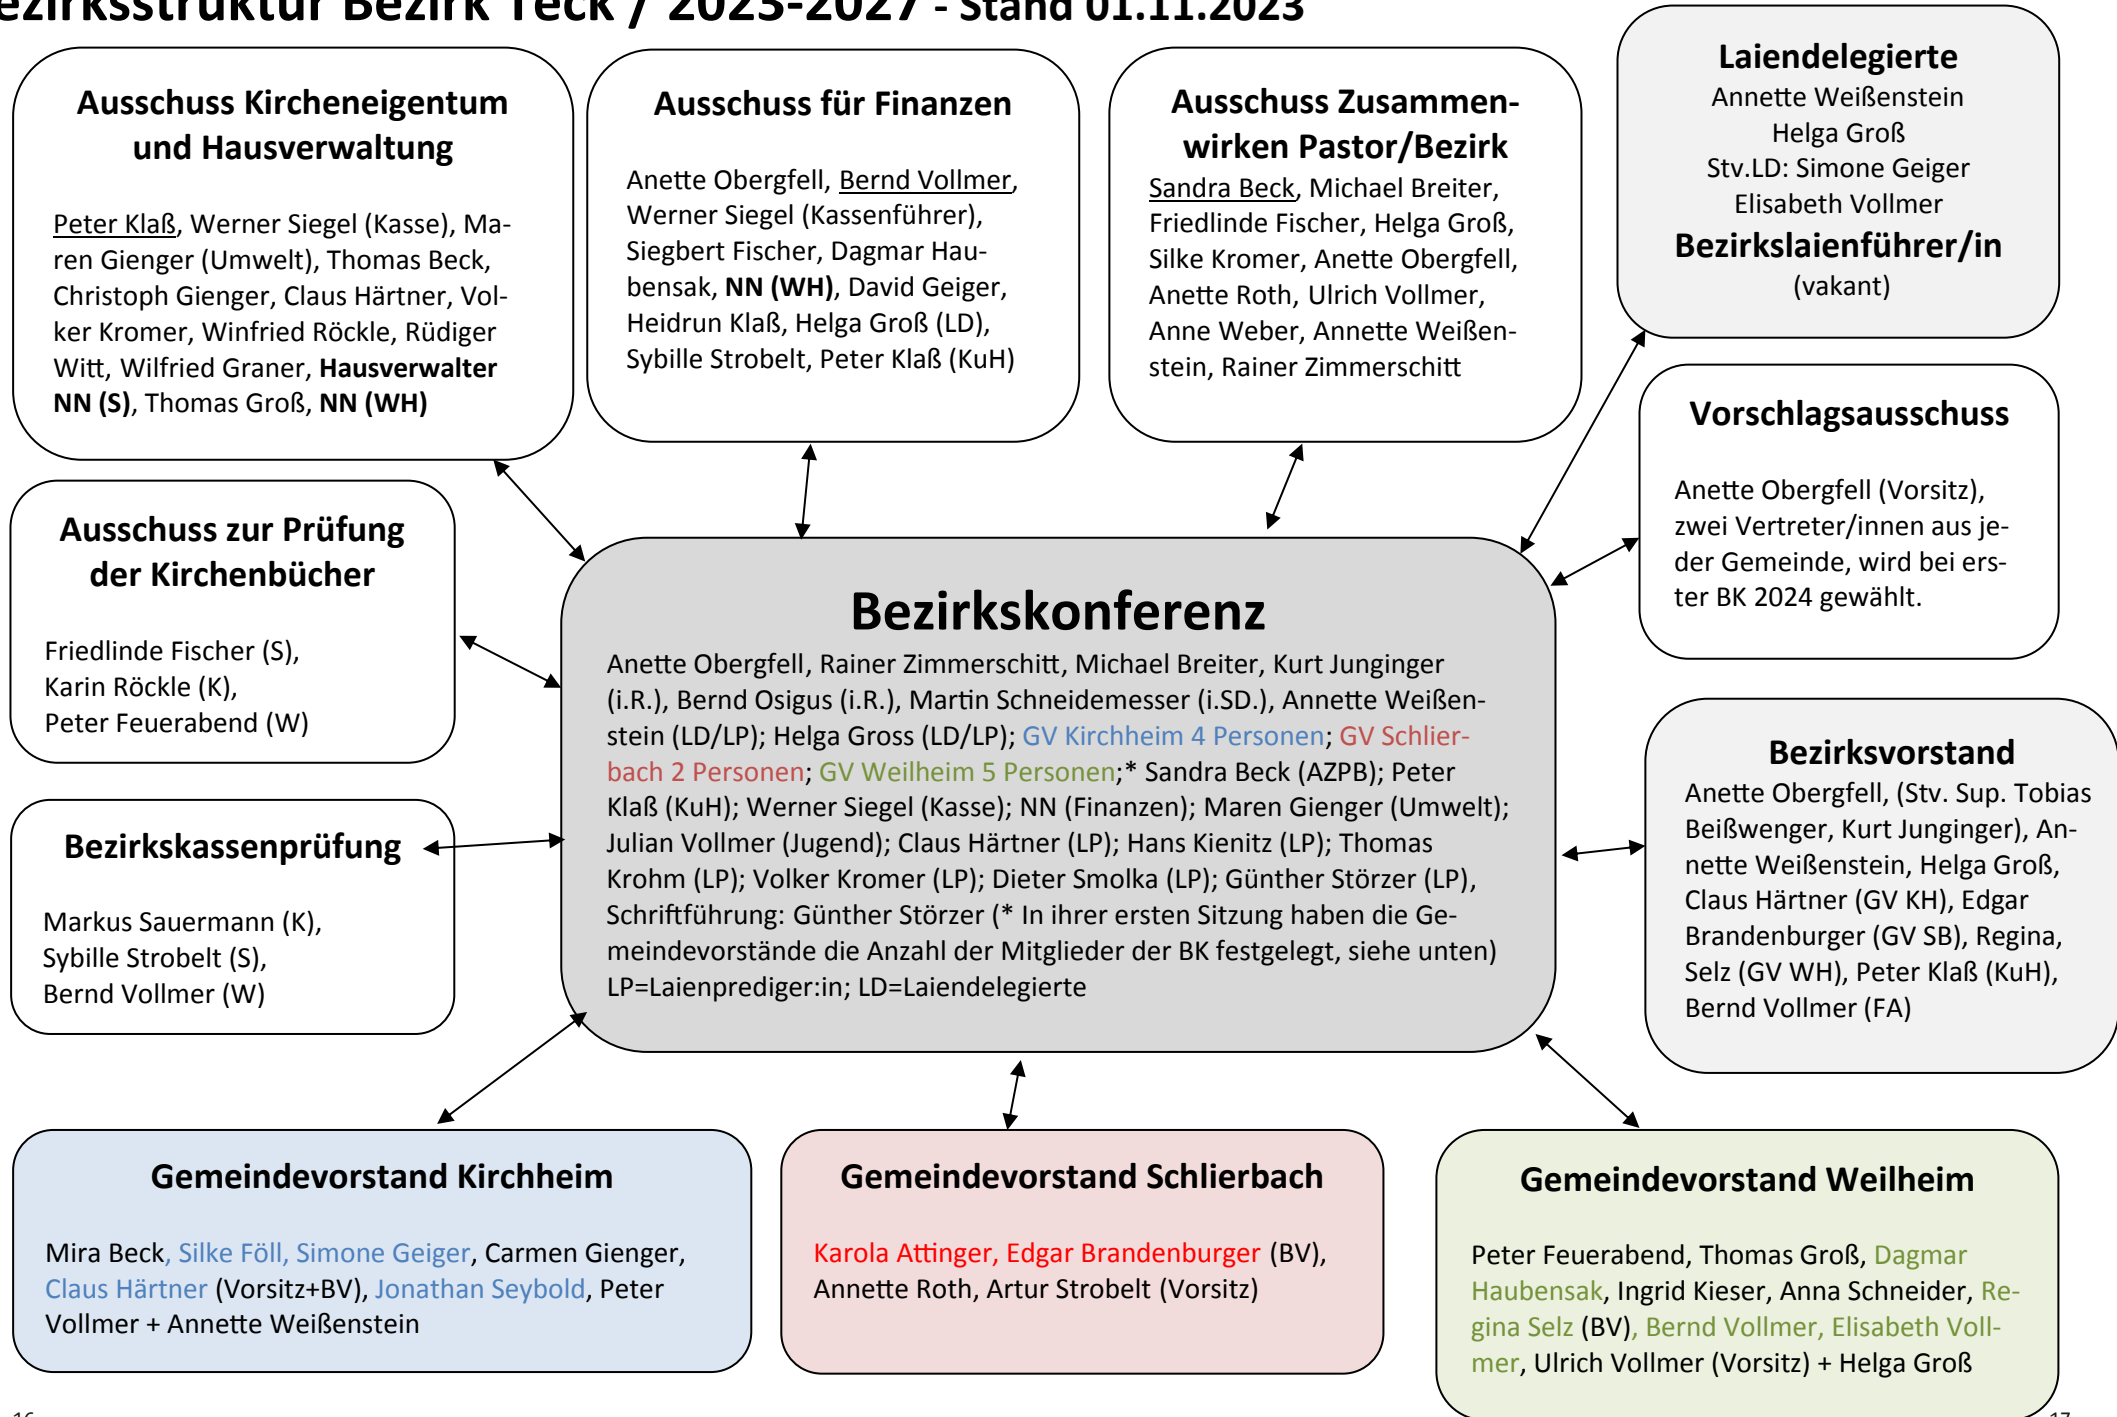 ezirksstruktur Bezirk Teck / 2023-2027 - Stand 01.11.2023
Ausschuss Kircheneigentum
und Hausverwaltung
Peter Klaß, Werner Siegel (Kasse), Ma-
ren Gienger (Umwelt), Thomas Beck,
Christoph Gienger, Claus Härtner, Vol-
ker Kromer, Winfried Röckle, Rüdiger
Witt, Wilfried Graner, Hausverwalter
NN (S), Thomas Groß, NN (WH)
Ausschuss für Finanzen
Anette Obergfell, Bernd Vollmer,
Werner Siegel (Kassenführer),
Siegbert Fischer, Dagmar Hau-
bensak, NN (WH), David Geiger,
Heidrun Klaß, Helga Groß (LD),
Sybille Strobelt, Peter Klaß (KuH)
Ausschuss Zusammen-
wirken Pastor/Bezirk
Sandra Beck, Michael Breiter,
Friedlinde Fischer, Helga Groß,
Silke Kromer, Anette Obergfell,
Anette Roth, Ulrich Vollmer,
Anne Weber, Annette Weißen-
stein, Rainer Zimmerschitt
Laiendelegierte
Annette Weißenstein
Helga Groß
Stv.LD: Simone Geiger
Elisabeth Vollmer
Bezirkslaienführer/in
(vakant)
Vorschlagsausschuss
Anette Obergfell (Vorsitz),
zwei Vertreter/innen aus je-
der Gemeinde, wird bei ers-
ter BK 2024 gewählt.
Ausschuss zur Prüfung
der Kirchenbücher
Friedlinde Fischer (S),
Karin Röckle (K),
Peter Feuerabend (W)
Bezirkskonferenz
Anette Obergfell, Rainer Zimmerschitt, Michael Breiter, Kurt Junginger
(i.R.), Bernd Osigus (i.R.), Martin Schneidemesser (i.SD.), Annette Weißen-
stein (LD/LP); Helga Gross (LD/LP); GV Kirchheim 4 Personen; GV Schlier-
bach 2 Personen; GV Weilheim 5 Personen;* Sandra Beck (AZPB); Peter
Klaß (KuH); Werner Siegel (Kasse); NN (Finanzen); Maren Gienger (Umwelt);
Julian Vollmer (Jugend); Claus Härtner (LP); Hans Kienitz (LP); Thomas
Krohm (LP); Volker Kromer (LP); Dieter Smolka (LP); Günther Störzer (LP),
Schriftführung: Günther Störzer (* In ihrer ersten Sitzung haben die Ge-
meindevorstände die Anzahl der Mitglieder der BK festgelegt, siehe unten)
LP=Laienprediger:in; LD=Laiendelegierte
Bezirksvorstand
Anette Obergfell, (Stv. Sup. Tobias
Beißwenger, Kurt Junginger), An-
nette Weißenstein, Helga Groß,
Claus Härtner (GV KH), Edgar
Brandenburger (GV SB), Regina,
Selz (GV WH), Peter Klaß (KuH),
Bernd Vollmer (FA)
Bezirkskassenprüfung
Markus Sauermann (K),
Sybille Strobelt (S),
Bernd Vollmer (W)
Gemeindevorstand Kirchheim
Mira Beck, Silke Föll, Simone Geiger, Carmen Gienger,
Claus Härtner (Vorsitz+BV), Jonathan Seybold, Peter
Vollmer + Annette Weißenstein
Gemeindevorstand Schlierbach
Karola Attinger, Edgar Brandenburger (BV),
Annette Roth, Artur Strobelt (Vorsitz)
Gemeindevorstand Weilheim
Peter Feuerabend, Thomas Groß, Dagmar
Haubensak, Ingrid Kieser, Anna Schneider, Re-
gina Selz (BV), Bernd Vollmer, Elisabeth Voll-
mer, Ulrich Vollmer (Vorsitz) + Helga Groß
16
17